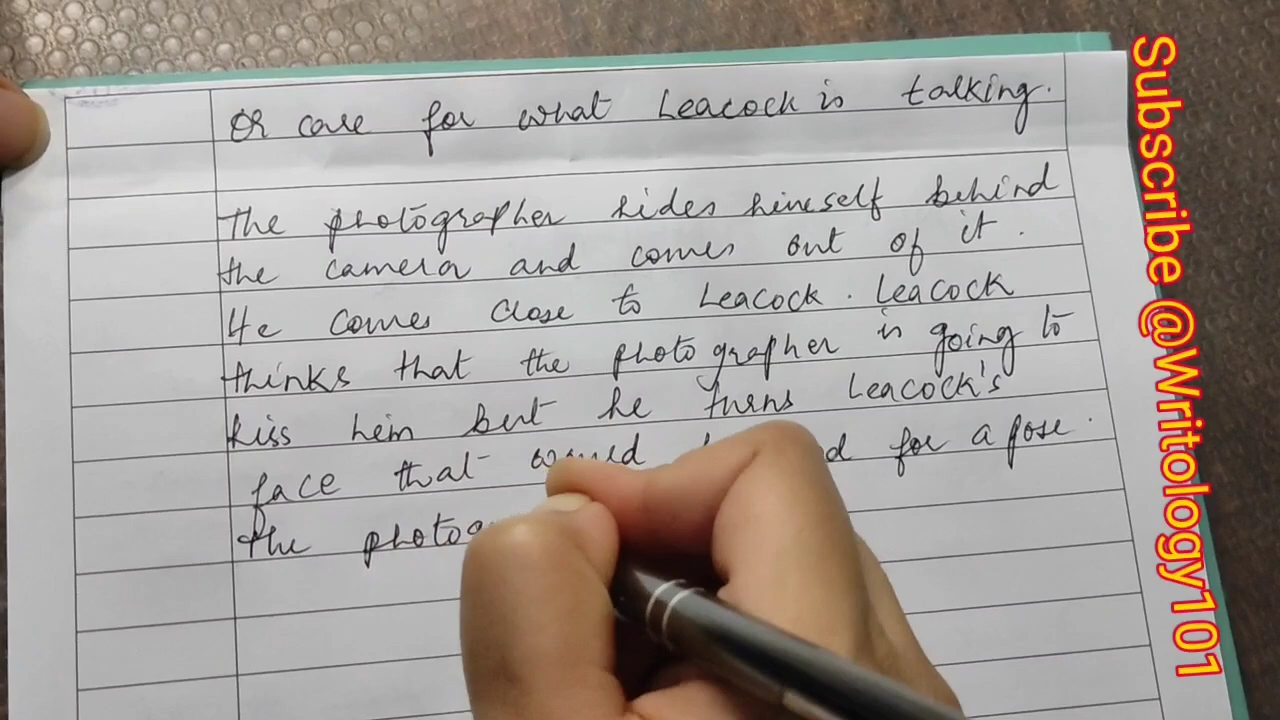 or care for what Leacock is talking.
The photographer hides himself behind
the camera and comes out of it.
He comes close to Leacock. Leacock
thinks that the photographer is going to
kiss him but he turns Leacock's
face that would for a pose.
The
Subscribe @Writology101